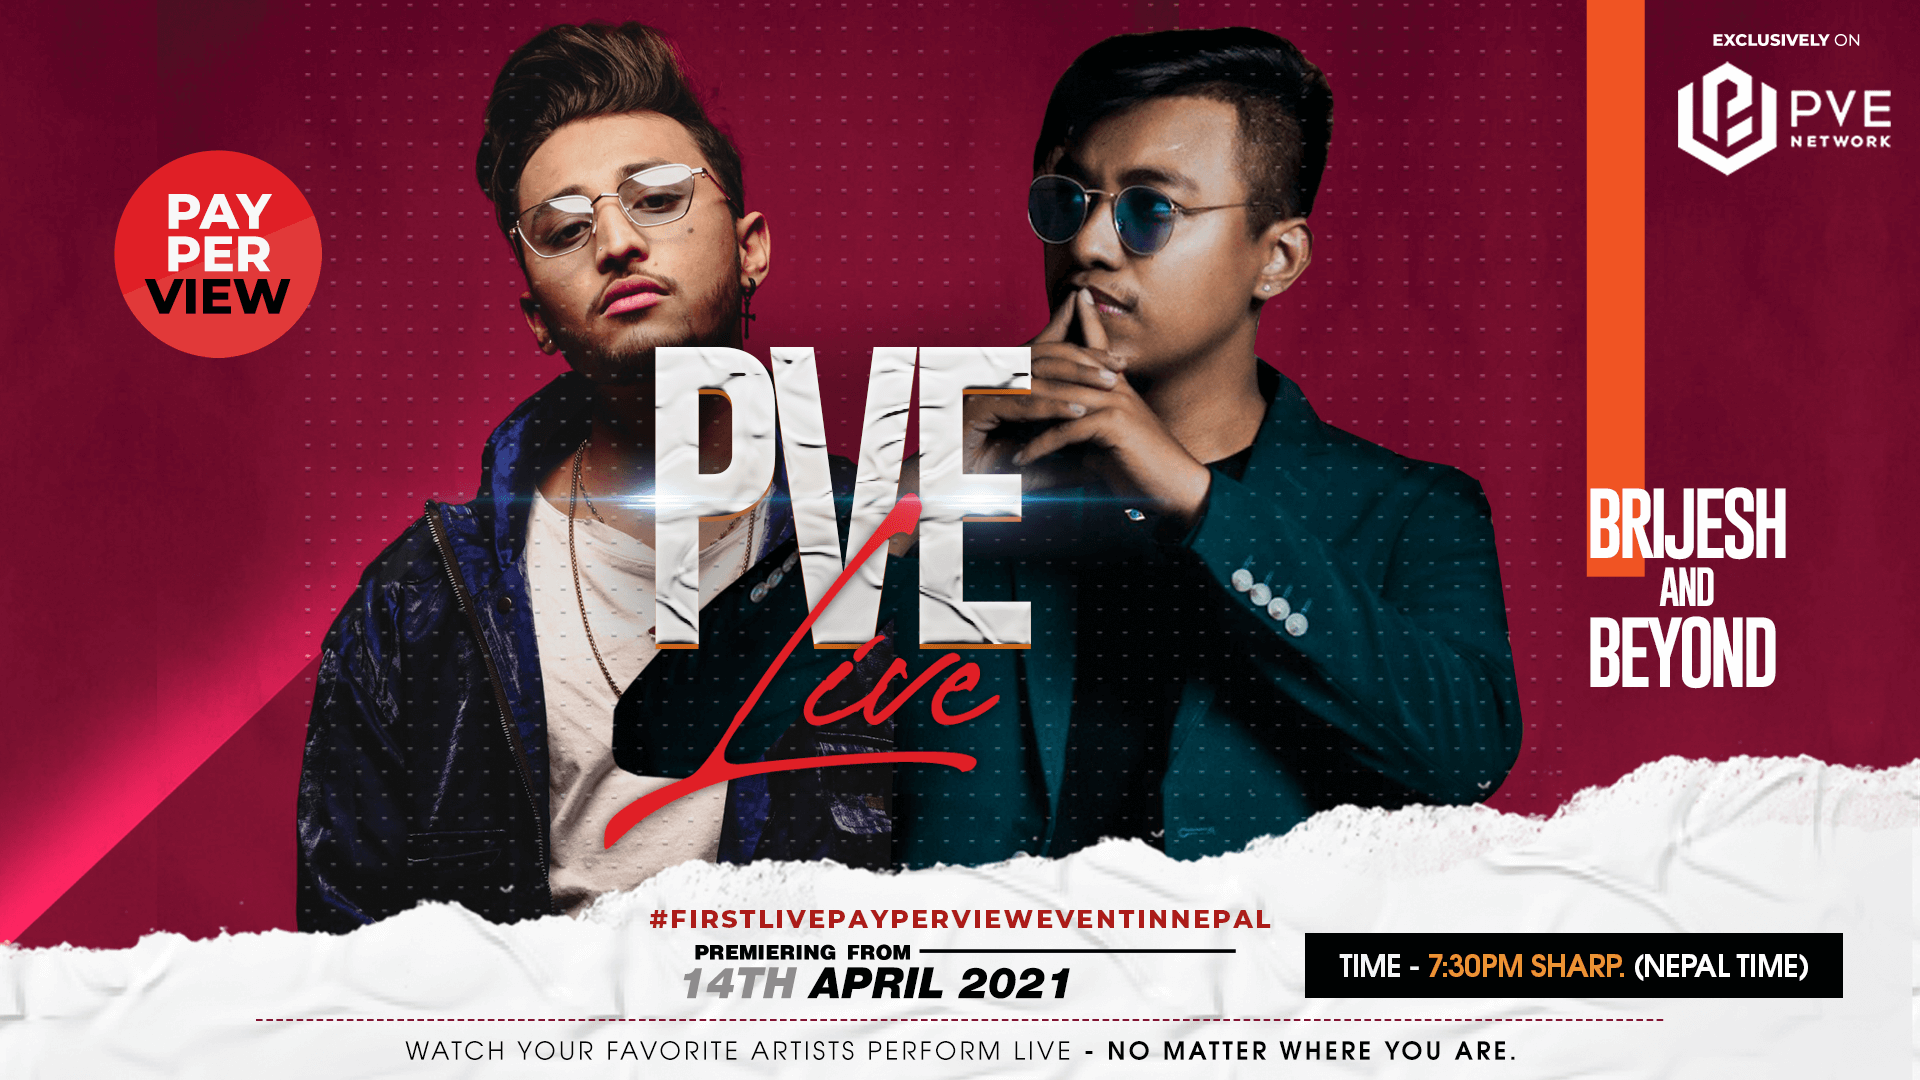 EXCLUSIVELY ON
PVE
NETWORK
PAY
PER
VIEW
PVE
Live
BRIJESH
AND
BEYOND
#FIRSTLIVEPAYPERVIEWEVENTINNEPAL
PREMIERING FROM
14TH APRIL 2021
TIME - 7:30PM SHARP. (NEPAL TIME)
WATCH YOUR FAVORITE ARTISTS PERFORM LIVE - NO MATTER WHERE YOU ARE.